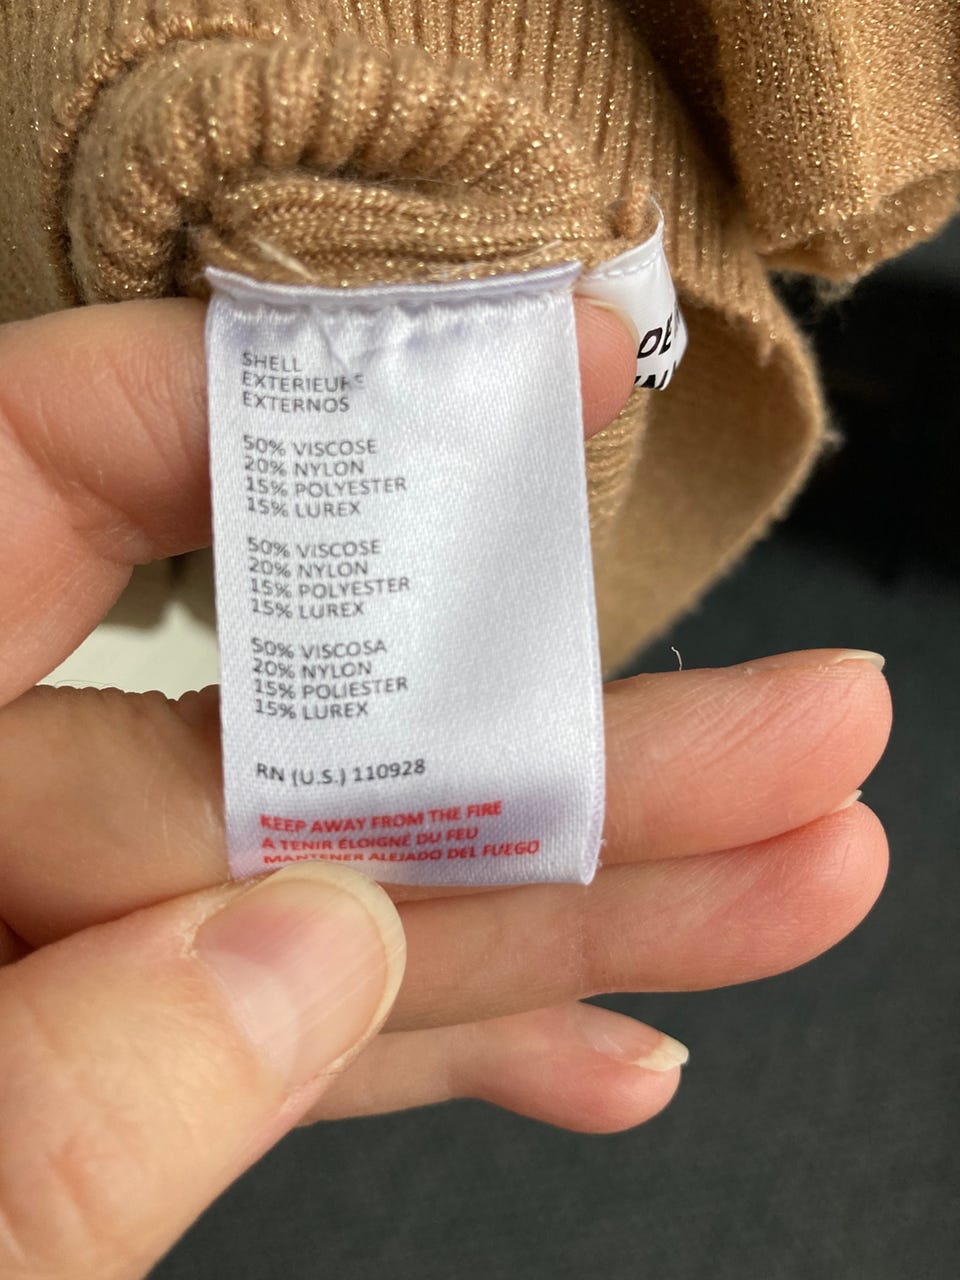 SHELL
EXTERIEURE
EXTERNOS
50% VISCOSE
20% NYLON
15% POLYESTER
15% LUREX
50% VISCOSE
20% NYLON
15% POLYESTER
15% LUREX
50% VISCOSA
20% NYLON
15% POLIESTER
15% LUREX
RN (U.S.) 110928
KEEP AWAY FROM THE FIRE
A TENIR ÉLOIGNÉ DU FEU
MANTENER ALEJADO DEL FUEGO